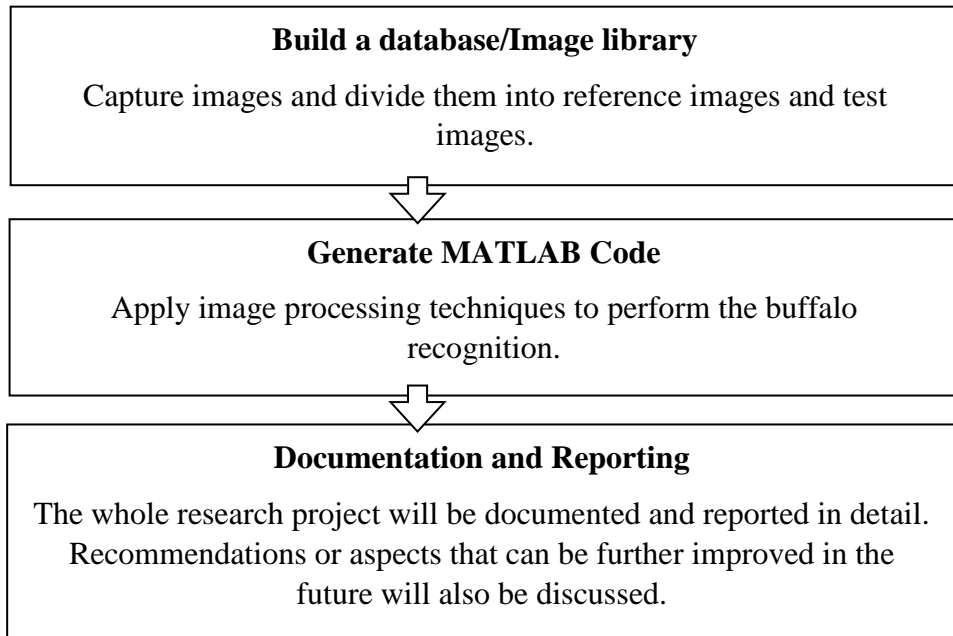 Build a database/Image library
Capture images and divide them into reference images and test
images.
Generate MATLAB Code
Apply image processing techniques to perform the buffalo
recognition.
Documentation and Reporting
The whole research project will be documented and reported in detail.
Recommendations or aspects that can be further improved in the
future will also be discussed.